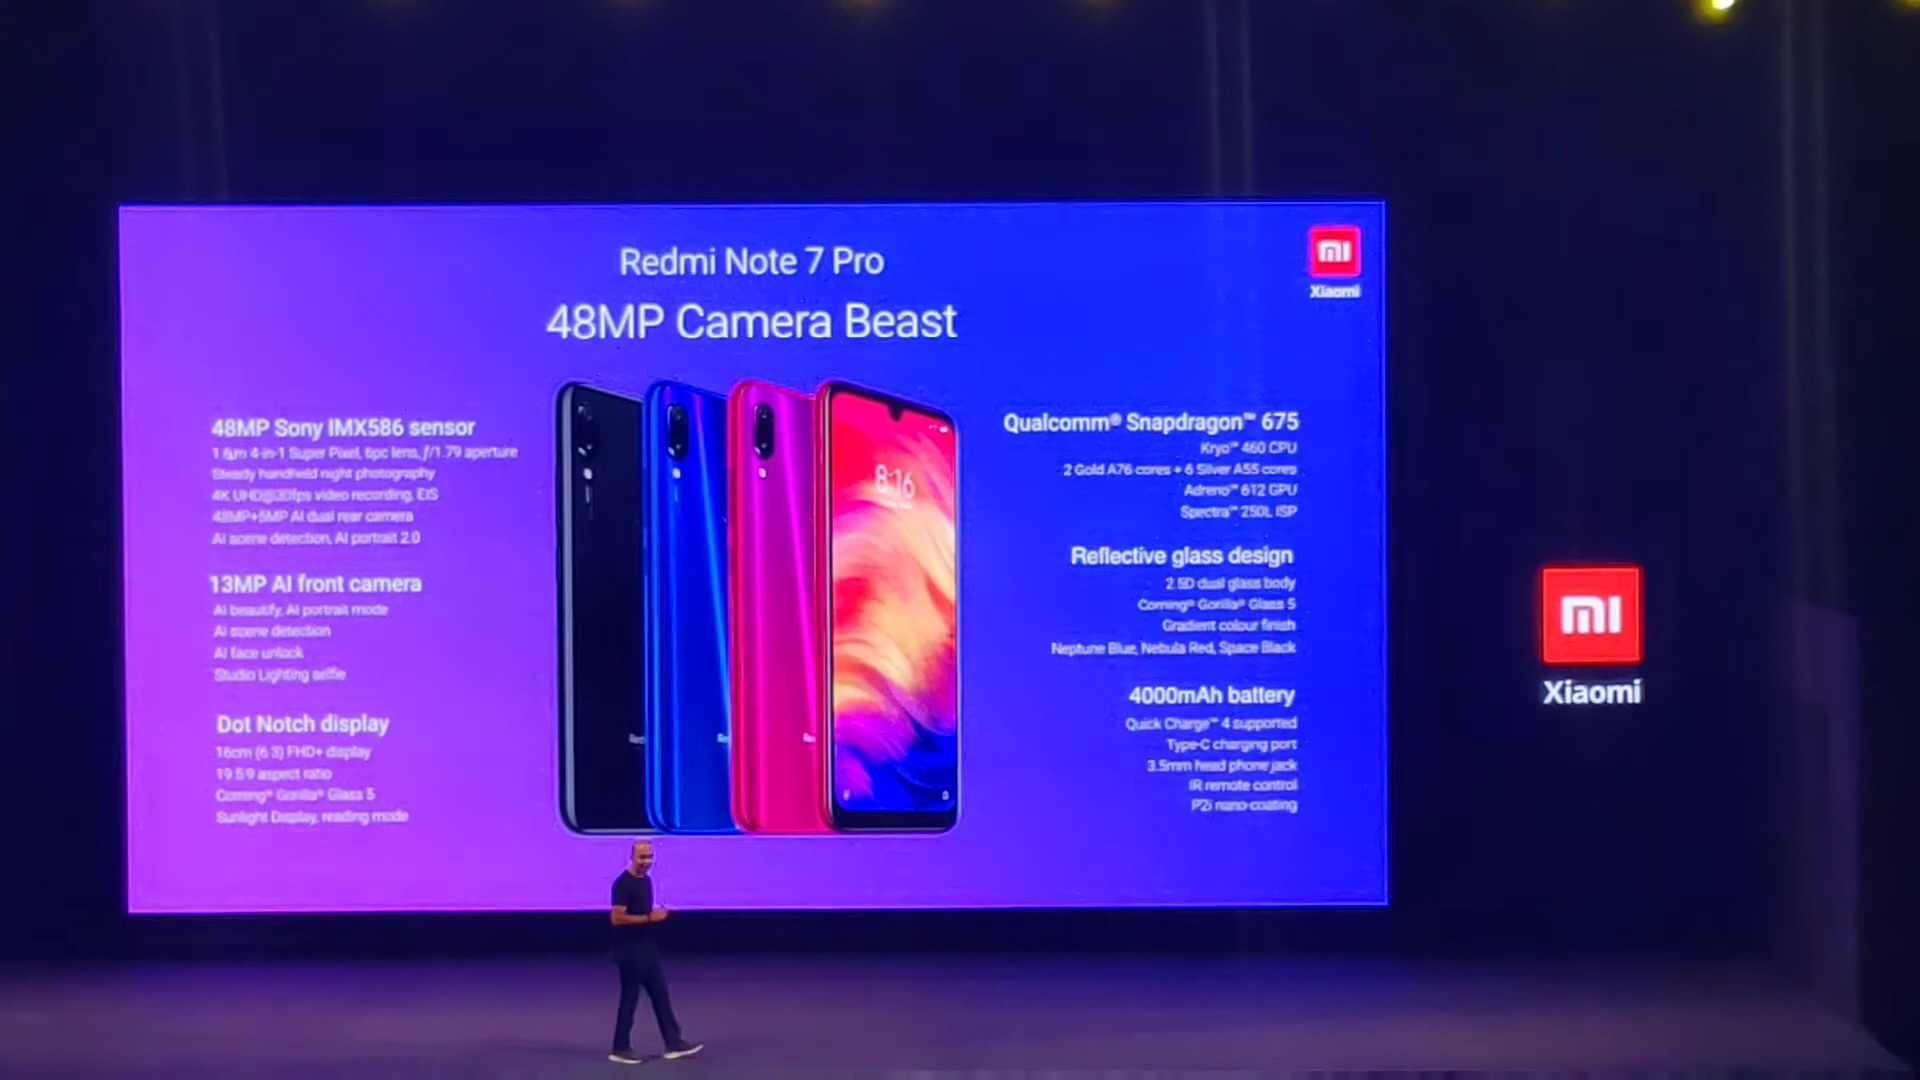 Redmi Note 7 Pro
48MP Camera Beast
mi
Xiaomi
48MP Sony IMX586 sensor
1.6μm 4-in-1 Super Pixel, 6pc lens, ƒ/1.79 aperture
Steady handheld night photography
4K UHD@30fps video recording, EIS
48MP+5MP AI dual rear camera
AI scene detection, AI portrait 2.0
13MP AI front camera
AI beautify, AI portrait mode
AI scene detection
AI face unlock
Studio Lighting selfie
Dot Notch display
16cm (6.3) FHD+ display
19.5:9 aspect ratio
Corning® Gorilla® Glass 5
Sunlight Display, reading mode
8:16
Red
Re
Re
Qualcomm® Snapdragon™ 675
Kryo™ 460 CPU
2 Gold A76 cores + 6 Silver A55 cores
Adreno™ 612 GPU
Spectra™ 250L ISP
Reflective glass design
2.5D dual glass body
Corning® Gorilla® Glass 5
Gradient colour finish
Neptune Blue, Nebula Red, Space Black
4000mAh battery
Quick Charge™ 4 supported
Type-C charging port
3.5mm head phone jack
IR remote control
P2i nano-coating
mi
Xiaomi